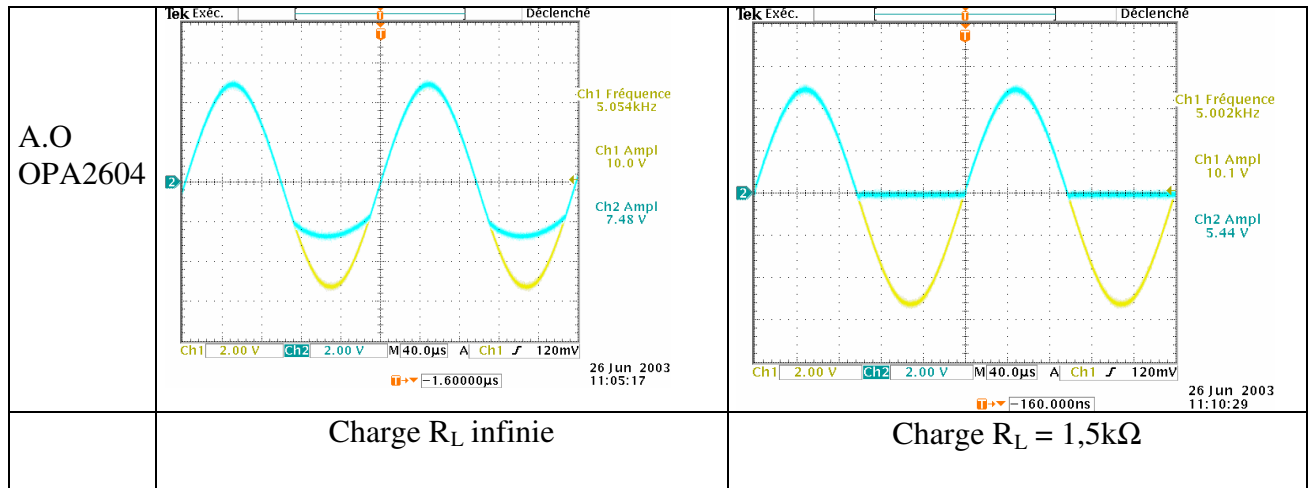 A.O
OPA2604
Tek Exéc.
Déclenché
T
T
2
Ch1 Fréquence
5.054kHz
Ch1 Ampl
10.0 V
Ch2 Ampl
7.48 V
Ch1 2.00 V Ch2 2.00 V M 40.0µs A Ch1 120mV
T -1.60000µs
26 Jun 2003
11:05:17
Tek Exéc.
Déclenché
T
T
2
Ch1 Fréquence
5.002kHz
Ch1 Ampl
10.1 V
Ch2 Ampl
5.44 V
Ch1 2.00 V Ch2 2.00 V M 40.0µs A Ch1 120mV
T -160.000ns
26 Jun 2003
11:10:29
Charge RL infinie
Charge RL = 1,5kΩ